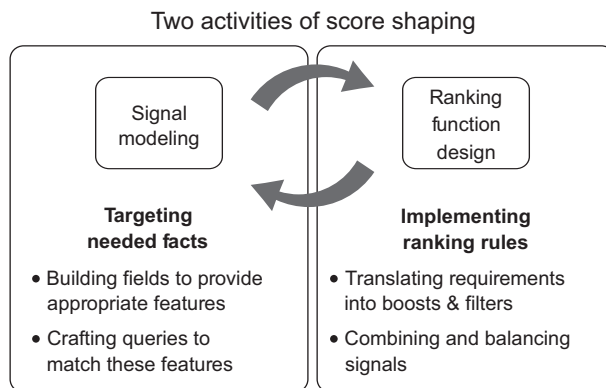 Two activities of score shaping
Signal
modeling
Targeting
needed facts
• Building fields to provide
appropriate features
• Crafting queries to
match these features
Ranking
function
design
Implementing
ranking rules
• Translating requirements
into boosts & filters
• Combining and balancing
signals